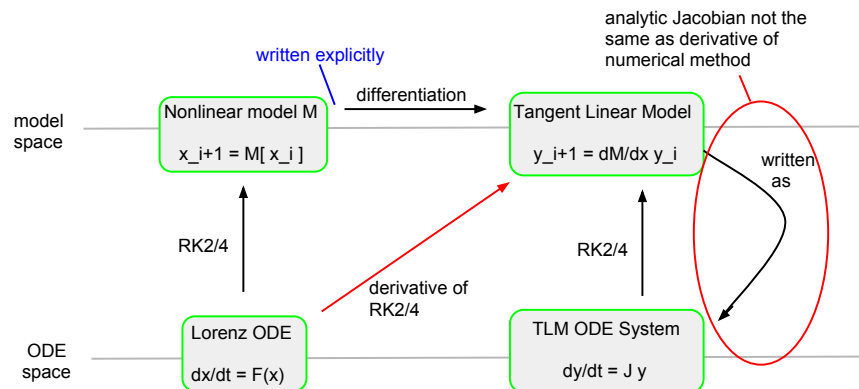 analytic Jacobian not the
same as derivative of
numerical method
written explicitly
differentiation
model
space
Nonlinear model M
x_i+1 = M[ x_i ]
Tangent Linear Model
y_i+1 = dM/dx y_i
written
as
RK2/4
derivative of
RK2/4
RK2/4
ODE
space
Lorenz ODE
dx/dt = F(x)
TLM ODE System
dy/dt = J y